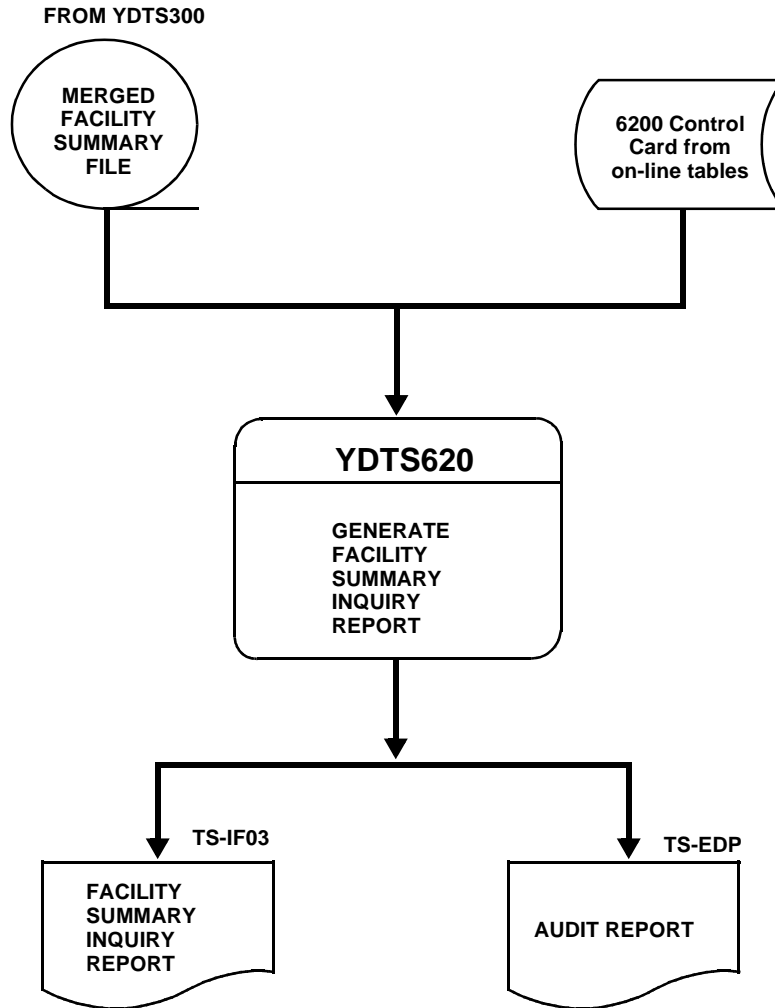 FROM YDTS300
MERGED
FACILITY
SUMMARY
FILE
6200 Control
Card from
on-line tables
YDTS620
GENERATE
FACILITY
SUMMARY
INQUIRY
REPORT
TS-IF03
FACILITY
SUMMARY
INQUIRY
REPORT
TS-EDP
AUDIT REPORT